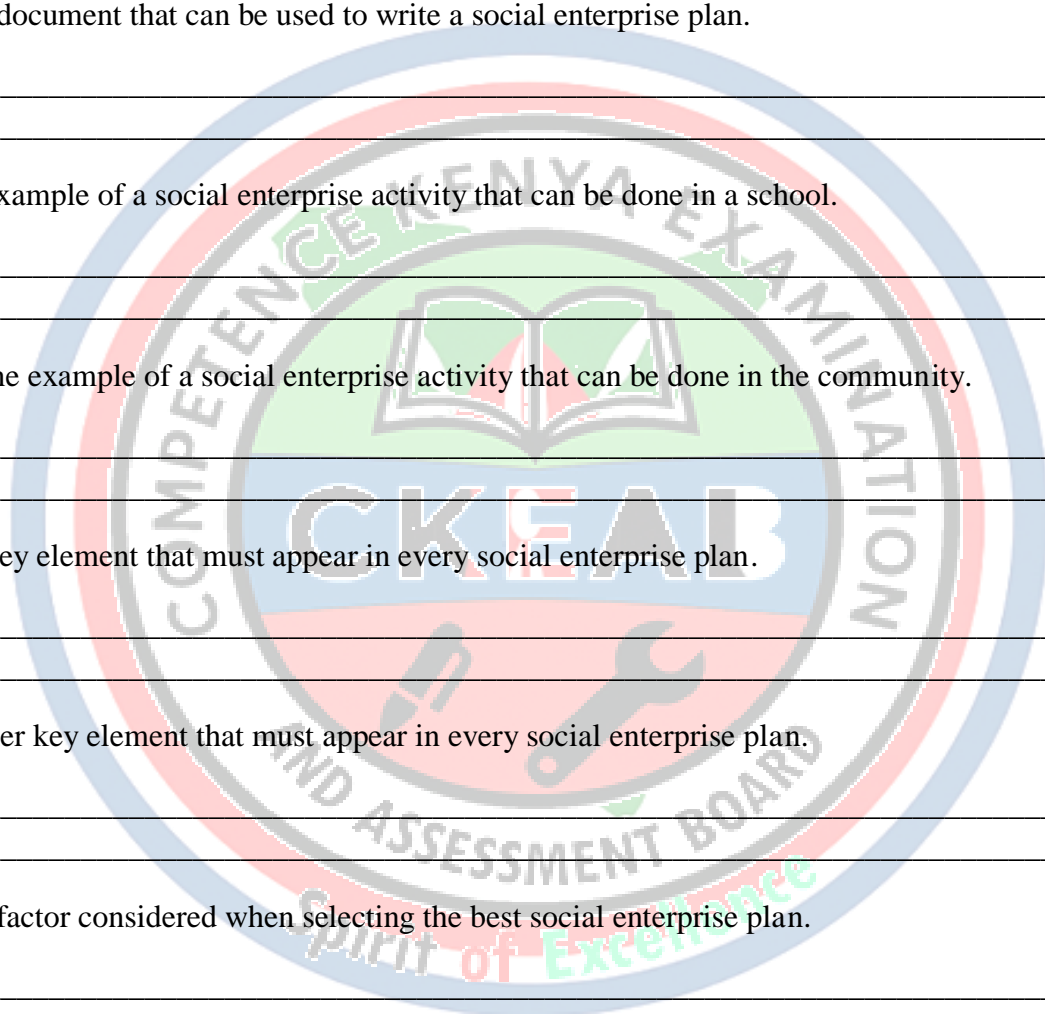 document that can be used to write a social enterprise plan.
xample of a social enterprise activity that can be done in a school.
ne example of a social enterprise activity that can be done in the community.
ey element that must appear in every social enterprise plan.
er key element that must appear in every social enterprise plan.
factor considered when selecting the best social enterprise plan.
COMPETENCE KENYA EXAMINATION
CKEAB
AND ASSESSMENT BOARD
Spirit of Excellence